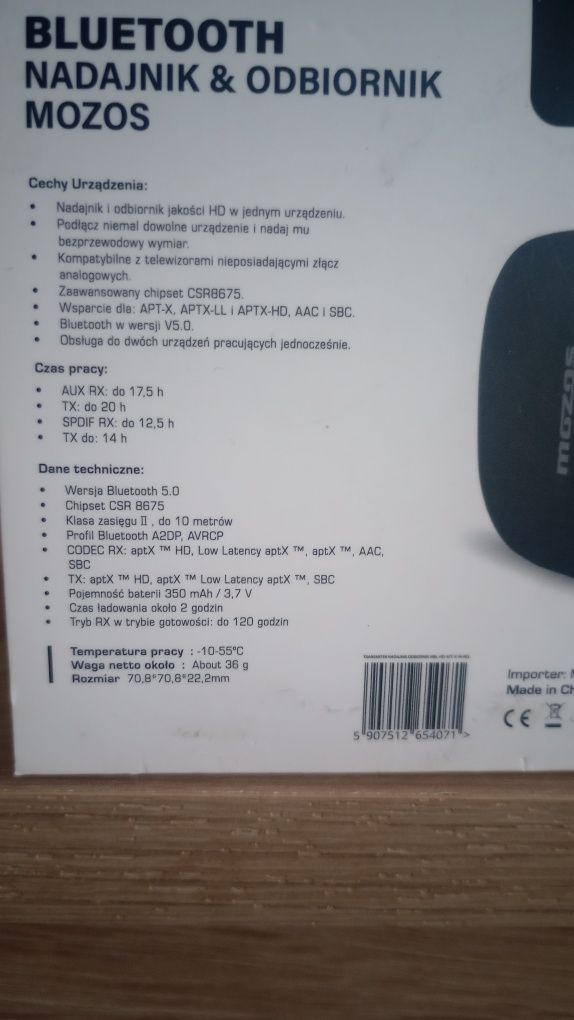 BLUETOOTH
NADAJNIK & ODBIORNIK
MOZOS
Cechy Urządzenia:
• Nadajnik i odbiornik jakości HD w jednym urządzeniu.
• Podłącz niemal dowolne urządzenie i nadaj mu
bezprzewodowy wymiar.
• Kompatybilne z telewizorami nieposiadającymi złącz
analogowych.
• Zaawansowany chipset CSR8675.
• Wsparcie dla: APT-X, APTX-LL i APTX-HD, AAC i SBC.
• Bluetooth w wersji V5.0.
• Obsługa do dwóch urządzeń pracujących jednocześnie.
Czas pracy:
• AUX RX: do 17,5 h
• TX: do 20 h
• SPDIF RX: do 12,5 h
• TX do: 14 h
Dane techniczne:
• Wersja Bluetooth 5.0
• Chipset CSR 8675
• Klasa zasięgu II , do 10 metrów
• Profil Bluetooth A2DP, AVRCP
• CODEC RX: aptX ™ HD, Low Latency aptX ™, aptX ™, AAC,
SBC
• TX: aptX ™ HD, aptX ™ Low Latency aptX ™, SBC
• Pojemność baterii 350 mAh / 3,7 V
• Czas ładowania około 2 godzin
• Tryb RX w trybie gotowości: do 120 godzin
Temperatura pracy : -10-55°C
Waga netto około : About 36 g
Rozmiar 70,8*70,8*22,2mm
5 907512 654071 >
mozos
Importer:
Made in
CE